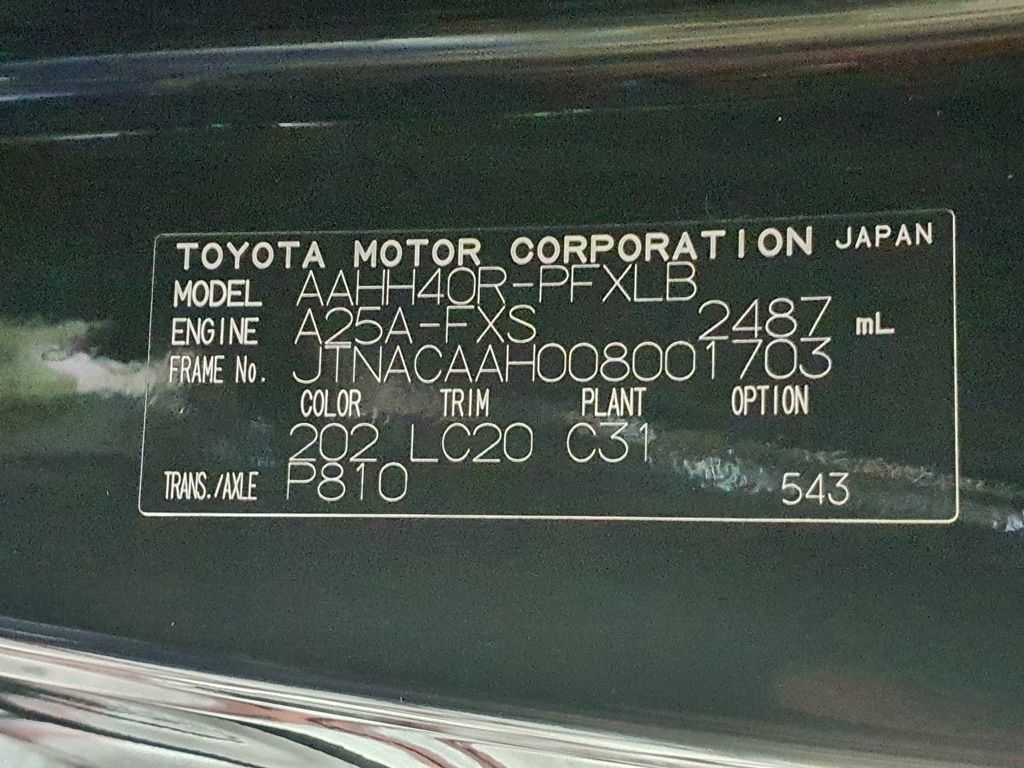 TOYOTA MOTOR CORPORATION JAPAN
MODEL AAHH40R-PFXLB
ENGINE A25A-FXS 2487 mL
FRAME No. JTNACAAH008001703
COLOR TRIM PLANT OPTION
202 LC20 C31
TRANS./AXLE P810 543